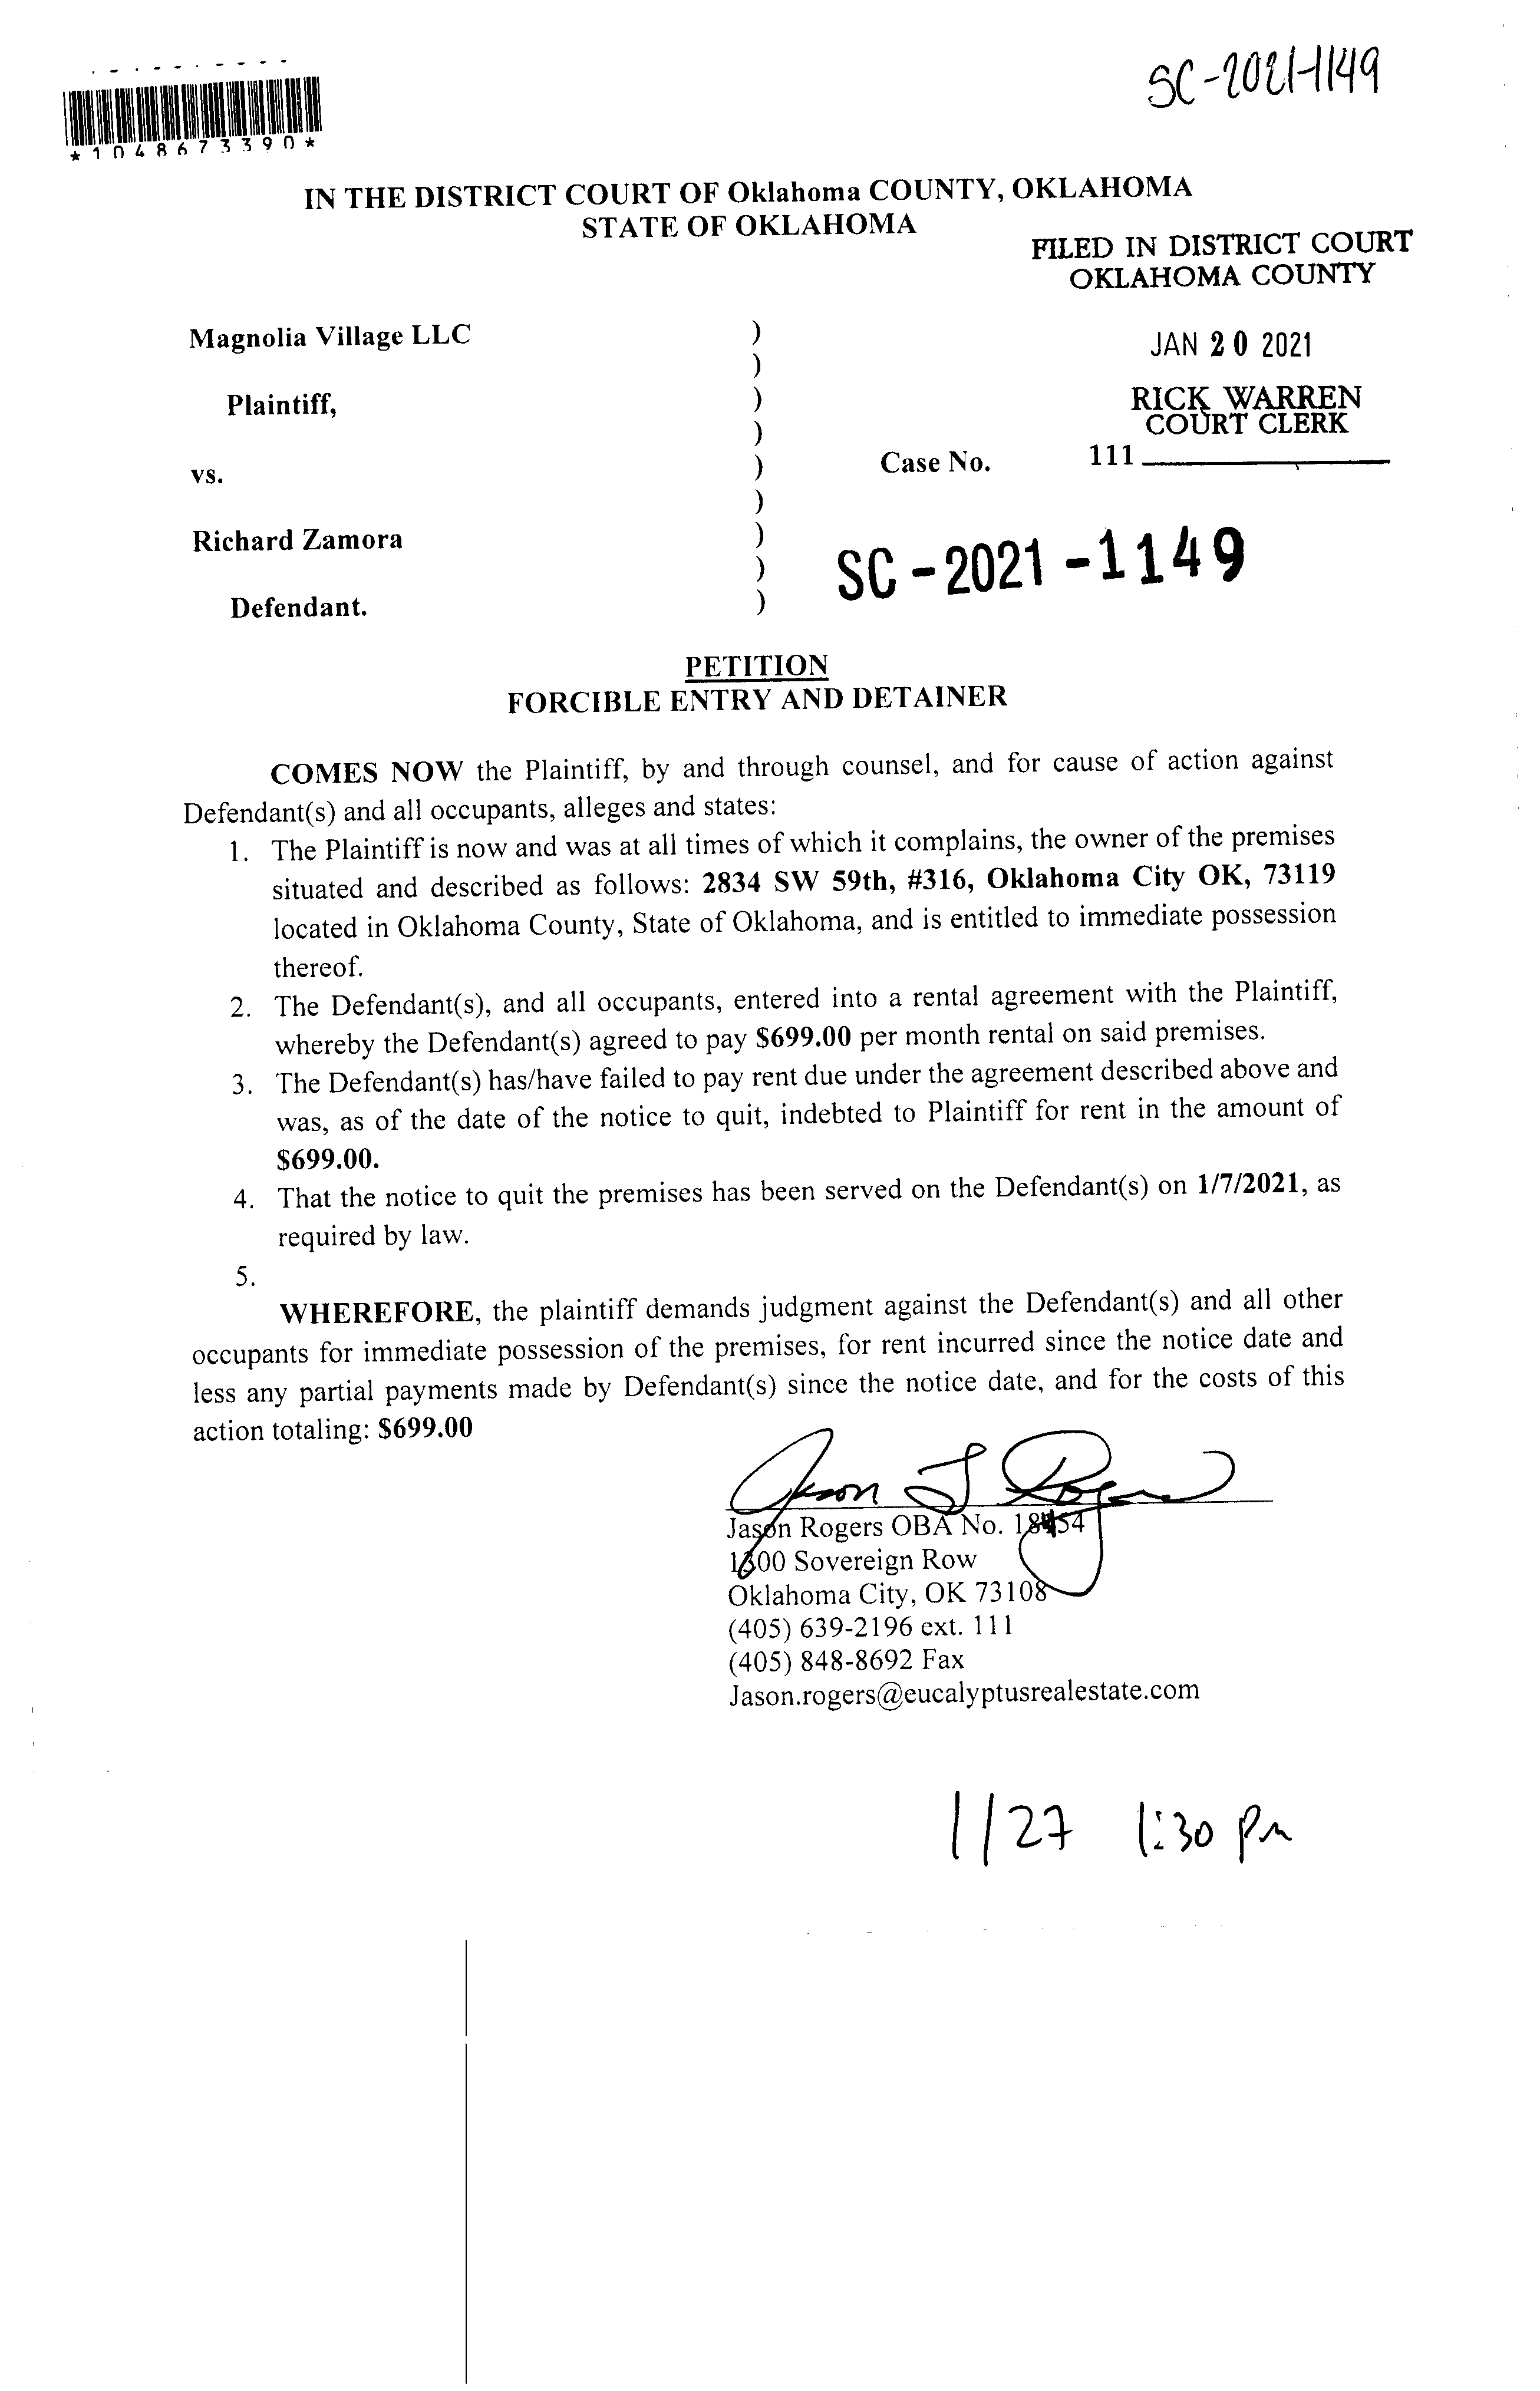 SC-2021-1149
*1048673390*
IN THE DISTRICT COURT OF Oklahoma COUNTY, OKLAHOMA
STATE OF OKLAHOMA
FILED IN DISTRICT COURT
OKLAHOMA COUNTY
Magnolia Village LLC )
JAN 20 2021
)
Plaintiff, )
RICK WARREN
COURT CLERK
)
vs. ) Case No. 111
)
Richard Zamora )
SC-2021-1149
)
Defendant. )
PETITION
FORCIBLE ENTRY AND DETAINER
COMES NOW the Plaintiff, by and through counsel, and for cause of action against
Defendant(s) and all occupants, alleges and states:
1. The Plaintiff is now and was at all times of which it complains, the owner of the premises
situated and described as follows: 2834 SW 59th, #316, Oklahoma City OK, 73119
located in Oklahoma County, State of Oklahoma, and is entitled to immediate possession
thereof.
2. The Defendant(s), and all occupants, entered into a rental agreement with the Plaintiff,
whereby the Defendant(s) agreed to pay $699.00 per month rental on said premises.
3. The Defendant(s) has/have failed to pay rent due under the agreement described above and
was, as of the date of the notice to quit, indebted to Plaintiff for rent in the amount of
$699.00.
4. That the notice to quit the premises has been served on the Defendant(s) on 1/7/2021, as
required by law.
5.
WHEREFORE, the plaintiff demands judgment against the Defendant(s) and all other
occupants for immediate possession of the premises, for rent incurred since the notice date and
less any partial payments made by Defendant(s) since the notice date, and for the costs of this
action totaling: $699.00
Jason Rogers OBA No.
Sovereign Row
Oklahoma City, OK 73108
(405) 639-2196 ext. 111
(405) 848-8692 Fax
Jason.rogers@eucalyptusrealestate.com
1/27 1:30 pm